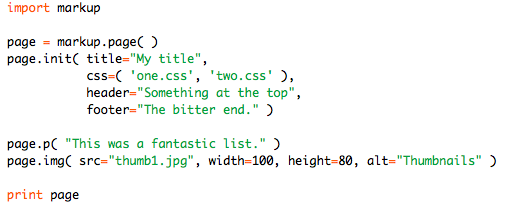 import markup
page = markup.page( )
page.init( title="My title",
css=( 'one.css', 'two.css' ),
header="Something at the top",
footer="The bitter end." )
page.p( "This was a fantastic list." )
page.img( src="thumb1.jpg", width=100, height=80, alt="Thumbnails" )
print page